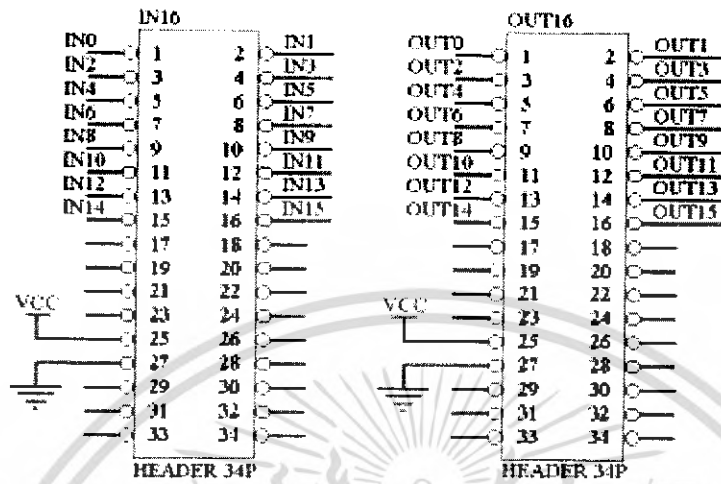 IN16 OUT16
IN0 1 2 IN1 OUT0 1 2 OUT1
IN2 3 4 IN3 OUT2 3 4 OUT3
IN4 5 6 IN5 OUT4 5 6 OUT5
IN6 7 8 IN7 OUT6 7 8 OUT7
IN8 9 10 IN9 OUT8 9 10 OUT9
IN10 11 12 IN11 OUT10 11 12 OUT11
IN12 13 14 IN13 OUT12 13 14 OUT13
IN14 15 16 IN15 OUT14 15 16 OUT15
17 18 17 18
19 20 19 20
21 22 21 22
VCC 23 24 VCC 23 24
25 26 25 26
27 28 27 28
29 30 29 30
31 32 31 32
33 34 33 34
HEADER 34P HEADER 34P